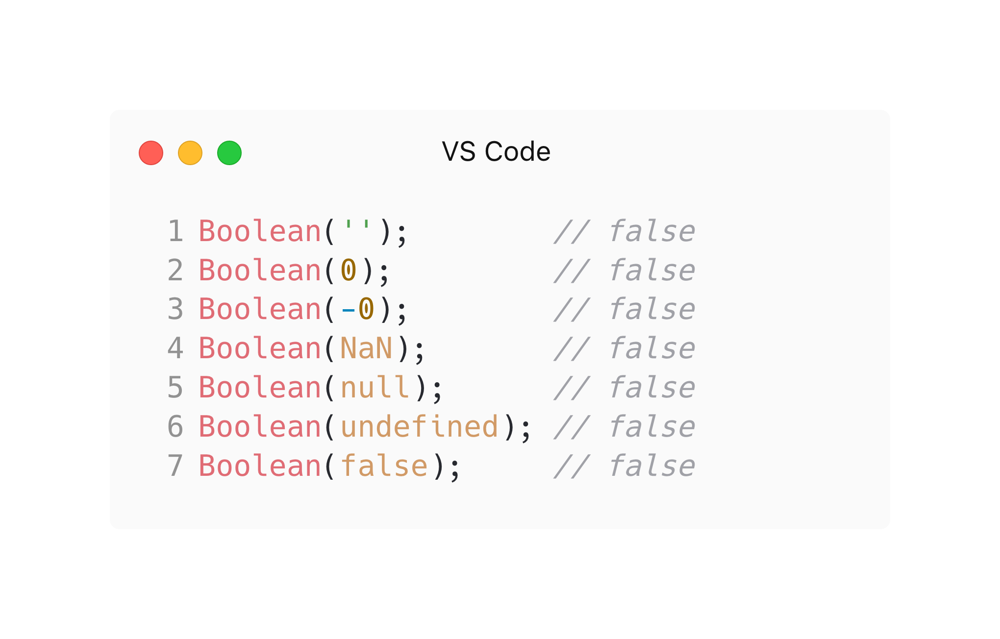 VS Code
1 Boolean('');        // false
2 Boolean(0);         // false
3 Boolean(-0);        // false
4 Boolean(NaN);       // false
5 Boolean(null);      // false
6 Boolean(undefined); // false
7 Boolean(false);     // false